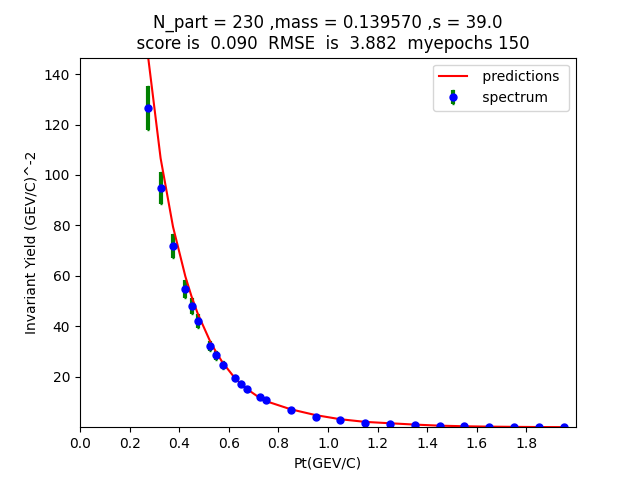 N_part = 230 ,mass = 0.139570 ,s = 39.0
score is 0.090 RMSE is 3.882 myepochs 150
predictions
spectrum
Invariant Yield (GEV/C)^-2
140
120
100
80
60
40
20
0.0 0.2 0.4 0.6 0.8 1.0 1.2 1.4 1.6 1.8
Pt(GEV/C)